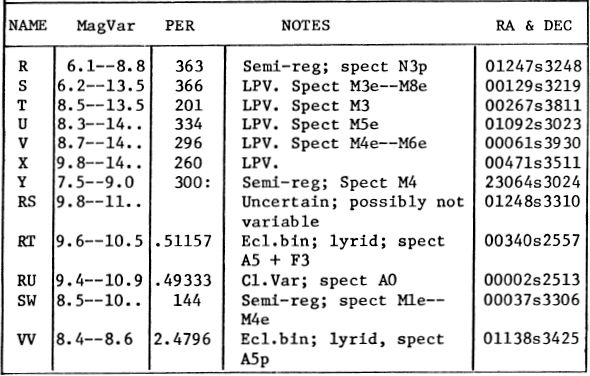 NAME MagVar PER NOTES RA & DEC
R 6.1--8.8 363 Semi-reg; spect N3p 01247s3248
S 6.2--13.5 366 LPV. Spect M3e--M8e 00129s3219
T 8.5--13.5 201 LPV. Spect M3 00267s3811
U 8.3--14.. 334 LPV. Spect M5e 01092s3023
V 8.7--14.. 296 LPV. Spect M4e--M6e 00061s3930
X 9.8--14.. 260 LPV. 00471s3511
Y 7.5--9.0 300: Semi-reg; Spect M4 23064s3024
RS 9.8--11.. Uncertain; possibly not 01248s3310
variable
RT 9.6--10.5 .51157 Ecl.bin; lyrid; spect 00340s2557
A5 + F3
RU 9.4--10.9 .49333 Cl.Var; spect A0 00002s2513
SW 8.5--10.. 144 Semi-reg; spect M1e-- 00037s3306
M4e
VV 8.4--8.6 2.4796 Ecl.bin; lyrid, spect 01138s3425
A5p